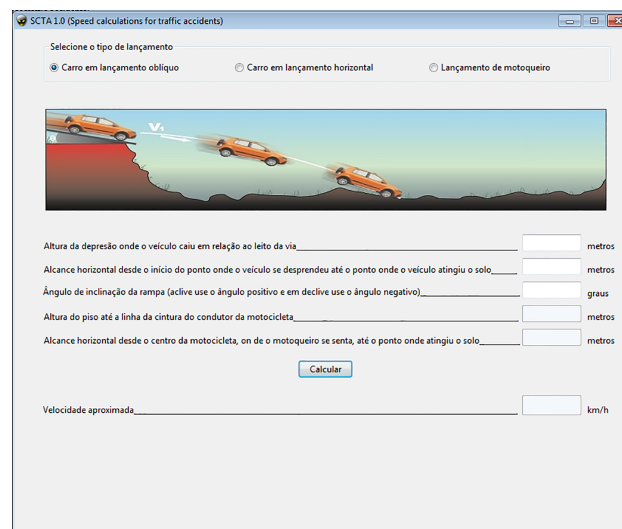 SCTA 1.0 (Speed calculations for traffic accidents)
Selecione o tipo de lançamento
Carro em lançamento oblíquo
Carro em lançamento horizontal
Lançamento de motoqueiro
V₁
Altura da depresão onde o veículo caiu em relação ao leito da via metros
Alcance horizontal desde o início do ponto onde o veículo se desprendeu até o ponto onde o veículo atingiu o solo metros
Ângulo de inclinação da rampa (aclive use o ângulo positivo e em declive use o ângulo negativo) graus
Altura do piso até a linha da cintura do condutor da motocicleta metros
Alcance horizontal desde o centro da motocicleta, on de o motoqueiro se senta, até o ponto onde atingiu o solo metros
Calcular
Velocidade aproximada km/h